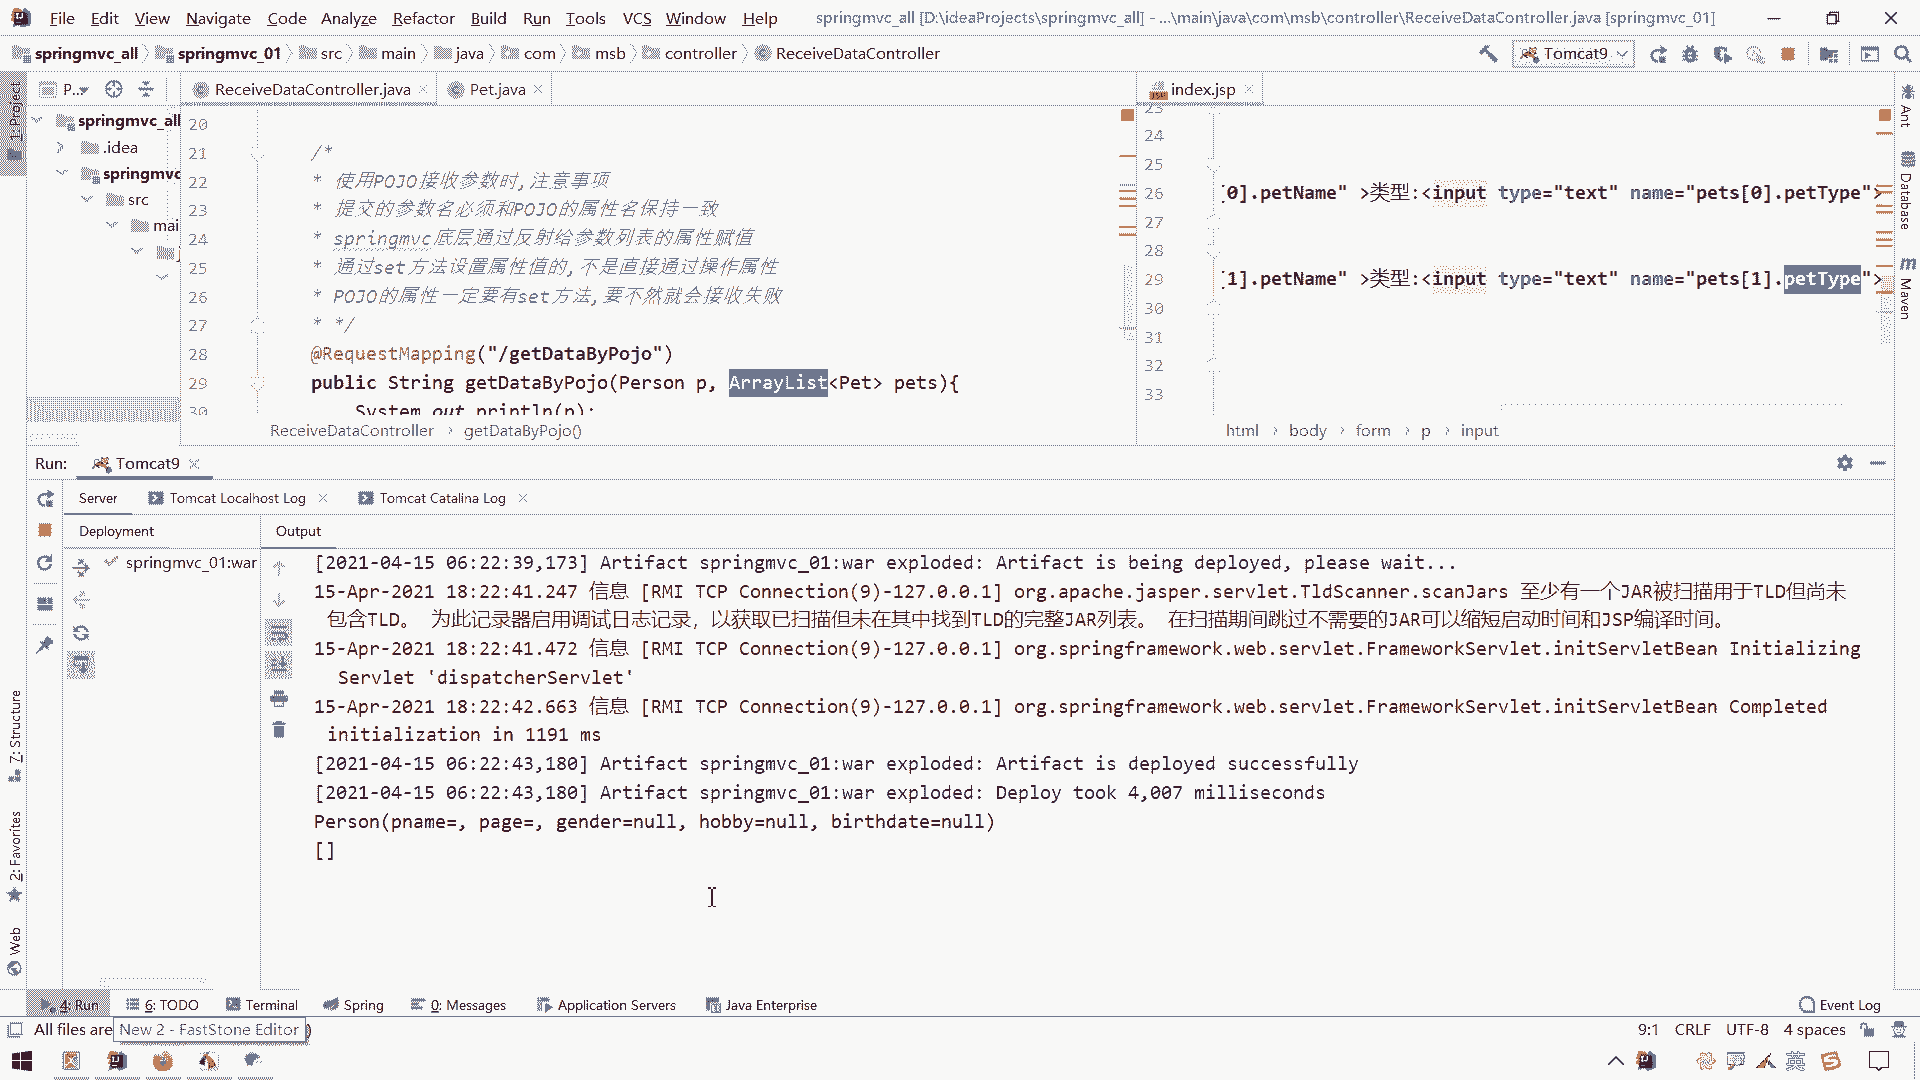 File Edit View Navigate Code Analyze Refactor Build Run Tools VCS Window Help springmvc_all [D:\ideaProjects\springmvc_all] - ...\main\java\com\msb\controller\ReceiveDataController.java [springmvc_01]
springmvc_all springmvc_01 src main java com msb controller ReceiveDataController Tomcat9
1: Project
P...
ReceiveDataController.java Pet.java
springmvc_all
.idea
springmvc
src
mai
20
21 /*
22 * 使用POJO接收参数时,注意事项
23 * 提交的参数名必须和POJO的属性名保持一致
24 * springmvc底层通过反射给参数列表的属性赋值
25 * 通过set方法设置属性值的,不是直接通过操作属性
26 * POJO的属性一定要有set方法,要不然就会接收失败
27 * */
28 @RequestMapping("/getDataByPojo")
29 public String getDataByPojo(Person p, ArrayList<Pet> pets){
30 System.out.println(p);
ReceiveDataController › getDataByPojo()
index.jsp
23
24
25
26 [0].petName" >类型:<input type="text" name="pets[0].petType">
27
28
29 [1].petName" >类型:<input type="text" name="pets[1].petType">
30
31
32
33
html › body › form › p › input
Ant
Database
Maven
Run: Tomcat9
Server Tomcat Localhost Log Tomcat Catalina Log
Deployment Output
springmvc_01:war
[2021-04-15 06:22:39,173] Artifact springmvc_01:war exploded: Artifact is being deployed, please wait...
15-Apr-2021 18:22:41.247 信息 [RMI TCP Connection(9)-127.0.0.1] org.apache.jasper.servlet.TldScanner.scanJars 至少有一个JAR被扫描用于TLD但尚未
包含TLD。 为此记录器启用调试日志记录，以获取已扫描但未在其中找到TLD的完整JAR列表。 在扫描期间跳过不需要的JAR可以缩短启动时间和JSP编译时间。
15-Apr-2021 18:22:41.472 信息 [RMI TCP Connection(9)-127.0.0.1] org.springframework.web.servlet.FrameworkServlet.initServletBean Initializing
Servlet 'dispatcherServlet'
15-Apr-2021 18:22:42.663 信息 [RMI TCP Connection(9)-127.0.0.1] org.springframework.web.servlet.FrameworkServlet.initServletBean Completed
initialization in 1191 ms
[2021-04-15 06:22:43,180] Artifact springmvc_01:war exploded: Artifact is deployed successfully
[2021-04-15 06:22:43,180] Artifact springmvc_01:war exploded: Deploy took 4,007 milliseconds
Person(pname=, page=, gender=null, hobby=null, birthdate=null)
[]
7: Structure
2: Favorites
Web
4: Run 6: TODO Terminal Spring 0: Messages Application Servers Java Enterprise Event Log
All files are New 2 - FastStone Editor ) 9:1 CRLF UTF-8 4 spaces
英